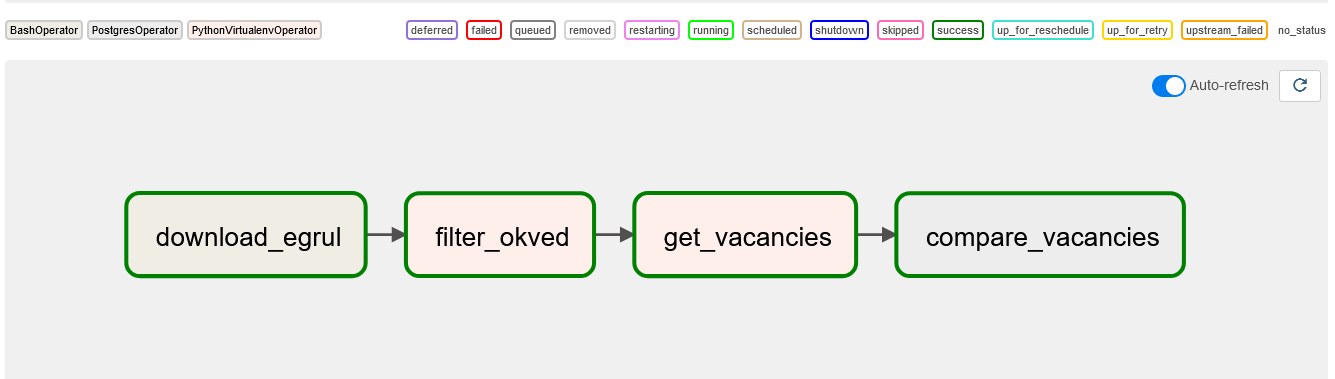 BashOperator PostgresOperator PythonVirtualenvOperator deferred failed queued removed restarting running scheduled shutdown skipped success up_for_reschedule up_for_retry upstream_failed no_status
Auto-refresh
download_egrul filter_okved get_vacancies compare_vacancies